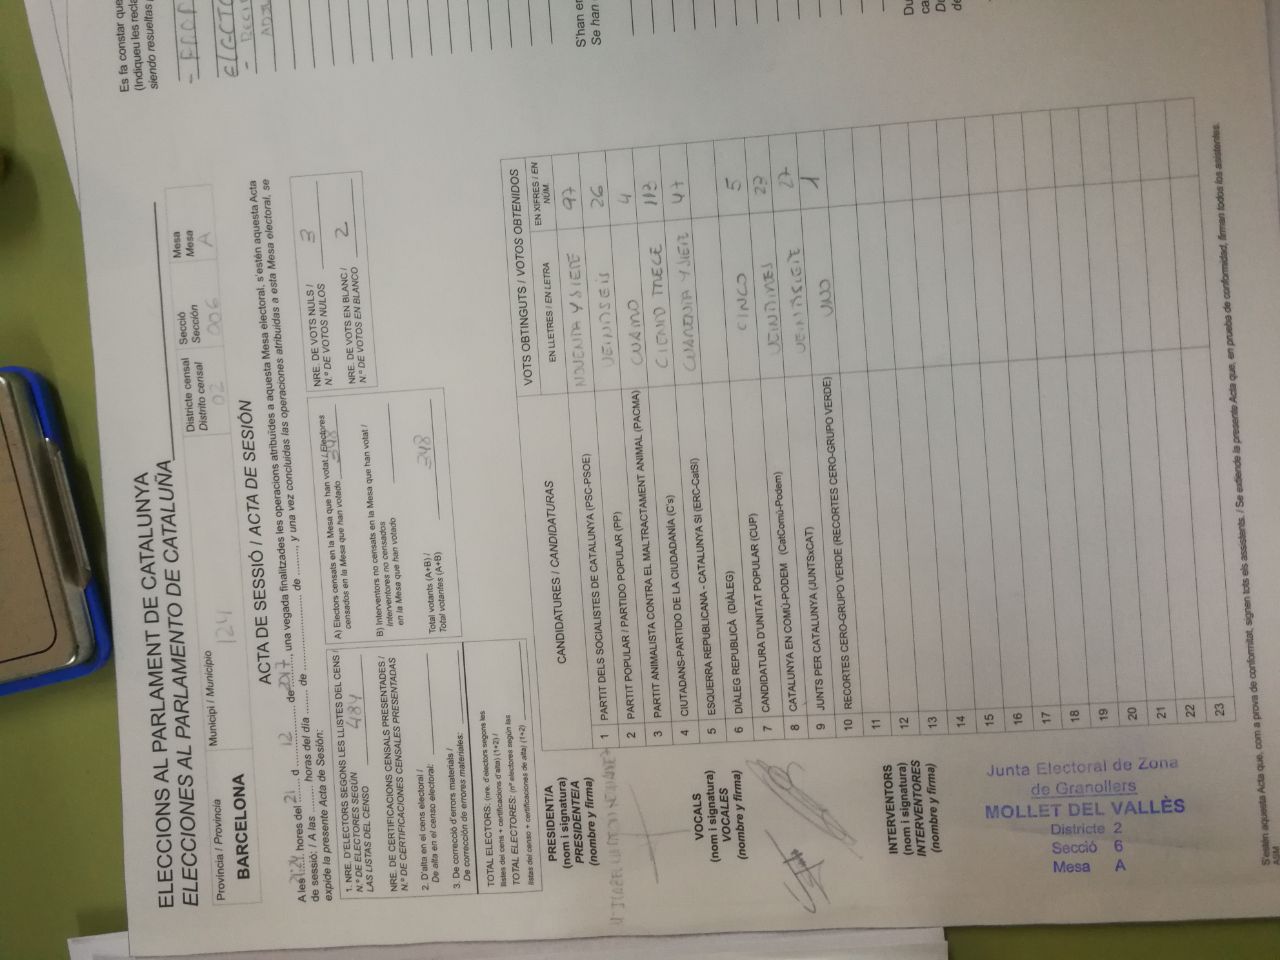 ELECCIONS AL PARLAMENT DE CATALUNYA
ELECCIONES AL PARLAMENTO DE CATALUÑA
Provincia / Provincia
BARCELONA
Municipi / Municipio
124
Districte censal
Distrito censal
02
Secció
Sección
006
Mesa
Mesa
A
ACTA DE SESSIÓ / ACTA DE SESIÓN
A les hores del 21 d 12 de 2017, una vegada finalitzades les operacions atribuïdes a aquesta Mesa electoral, s'estén aquesta Acta
de sessió: / A las horas del día de de, y una vez concluidas las operaciones atribuidas a esta Mesa electoral, se
expide la presente Acta de Sesión:
1. NRE. D'ELECTORS SEGONS LES LLISTES DEL CENS /
N.º DE ELECTORES SEGÚN
LAS LISTAS DEL CENSO 484
NRE. DE CERTIFICACIONS CENSALS PRESENTADES /
N.º DE CERTIFICACIONES CENSALES PRESENTADAS
2. D'alta en el cens electoral /
De alta en el censo electoral:
3. De correcció d'errors materials /
De corrección de errores materiales:
TOTAL ELECTORS: (nre. d'electors segons les
llistes del cens + certificacions d'alta) (1+2) /
TOTAL ELECTORES: (nº electores según las
listas del censo + certificaciones de alta) (1+2)
A) Electors censats en la Mesa que han votat / Electores
censados en la Mesa que han votado 348
B) Interventors no censats en la Mesa que han votat /
Interventores no censados
en la Mesa que han votado
Total votants (A+B) /
Total votantes (A+B) 348
NRE. DE VOTS NULS /
N.º DE VOTOS NULOS 3
NRE. DE VOTS EN BLANC /
N.º DE VOTOS EN BLANCO 2
CANDIDATURES / CANDIDATURAS
VOTS OBTINGUTS / VOTOS OBTENIDOS
EN LLETRES / EN LETRA
EN XIFRES / EN NÚM.
NOVENTA Y SIETE 97
1 PARTIT DELS SOCIALISTES DE CATALUNYA (PSC-PSOE) VEINTISEIS 26
2 PARTIT POPULAR / PARTIDO POPULAR (PP) CUATRO 4
3 PARTIT ANIMALISTA CONTRA EL MALTRACTAMENT ANIMAL (PACMA) CIENTO TRECE 113
4 CIUTADANS-PARTIDO DE LA CIUDADANÍA (C's) CUARENTA Y SIETE 47
5 ESQUERRA REPUBLICANA - CATALUNYA SÍ (ERC-CatSí)
6 DIÀLEG REPUBLICÀ (DIÀLEG) CINCO 5
7 CANDIDATURA D'UNITAT POPULAR (CUP) VEINTITRES 23
8 CATALUNYA EN COMÚ-PODEM (CatComú-Podem) VEINTISIETE 27
9 JUNTS PER CATALUNYA (JUNTSxCAT) UNO 1
10 RECORTES CERO-GRUPO VERDE (RECORTES CERO-GRUPO VERDE)
11
12
13
14
15
16
17
18
19
20
21
22
23
PRESIDENT/A
(nom i signatura)
PRESIDENTE/A
(nombre y firma)
VOCALS
(nom i signatura)
VOCALES
(nombre y firma)
INTERVENTORS
(nom i signatura)
INTERVENTORES
(nombre y firma)
Junta Electoral de Zona
de Granollers
MOLLET DEL VALLÈS
Districte 2
Secció 6
Mesa A
S'estén aquesta Acta que, com a prova de conformitat, signen tots els assistents. / Se extiende la presente Acta que, en prueba de conformidad, firman todos los asistentes.
Es fa constar que
(Indiqueu les recla
siendo resueltas
S'han en
Se han